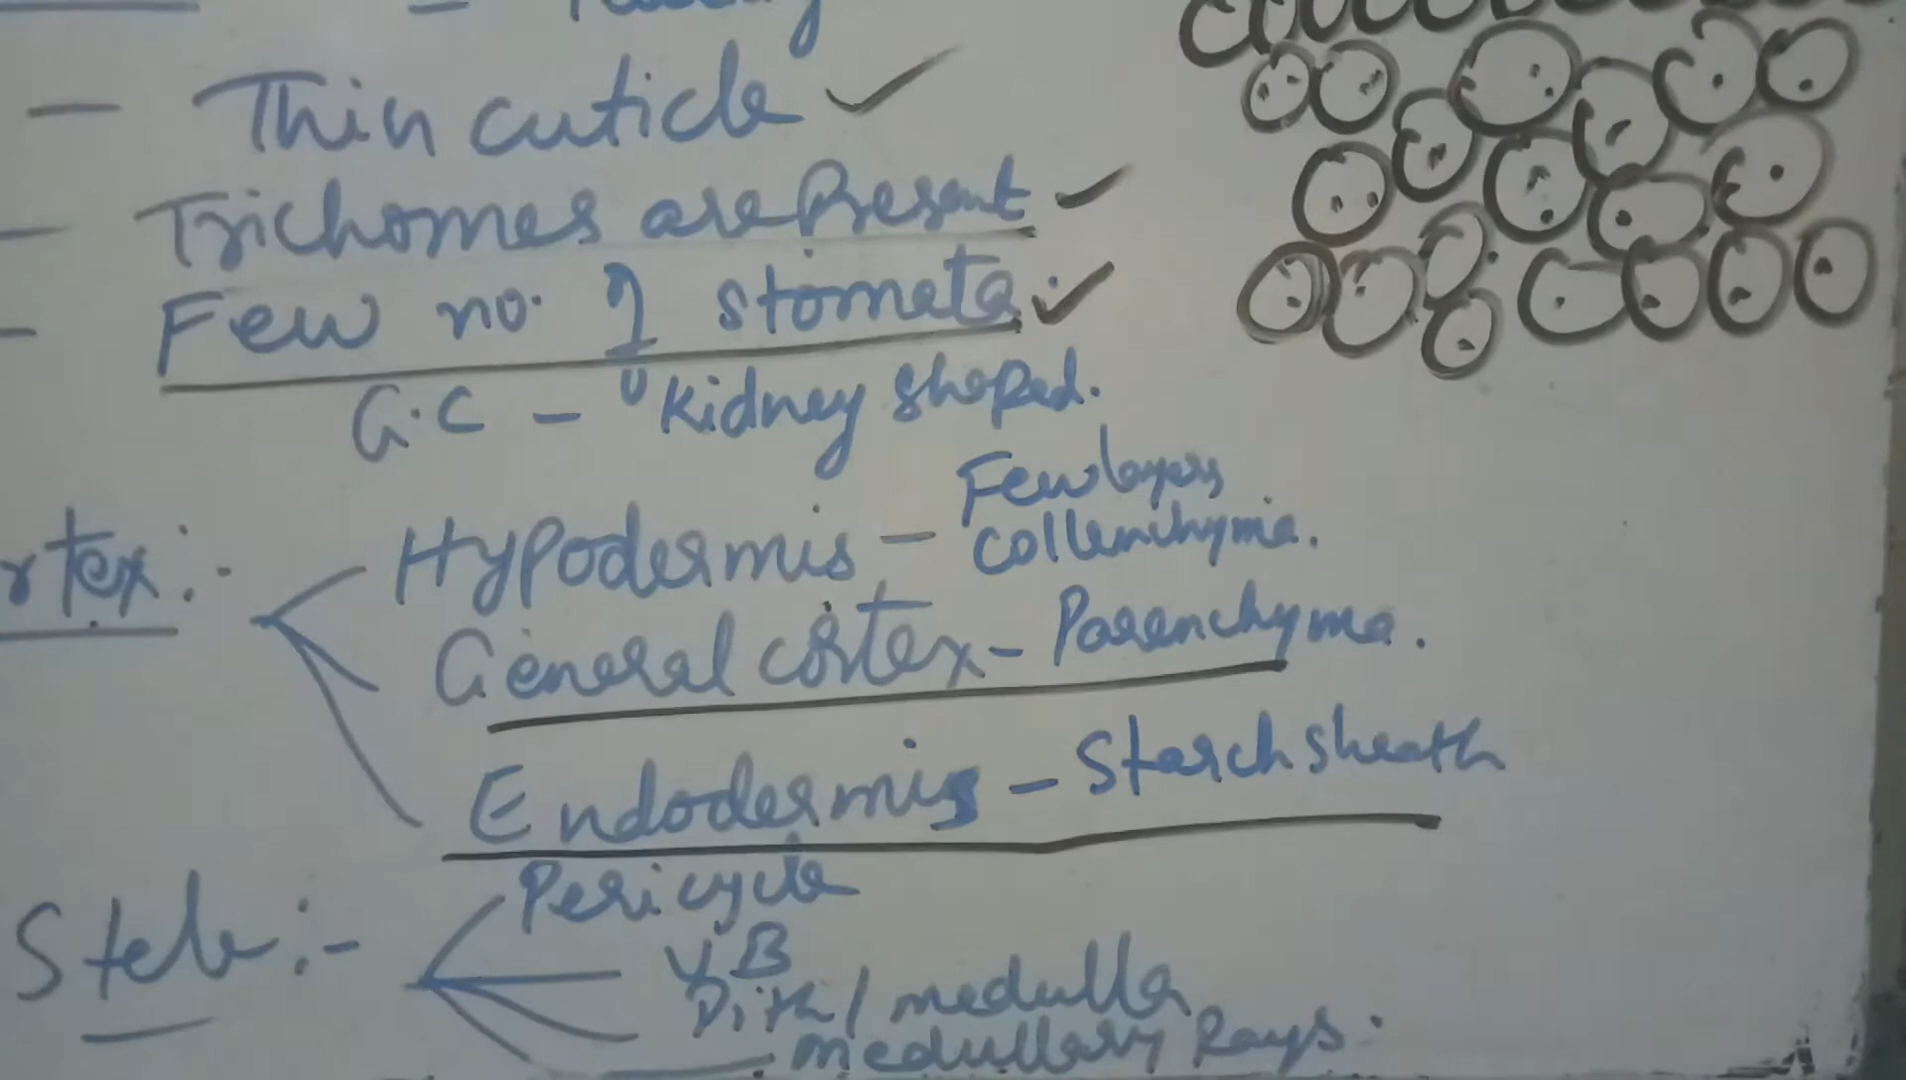 — Thin cuticle ✓
— Trichomes are Present ✓
— Few no. of stomata. ✓
G.C – "Kidney shaped.
rtex :-
Hypodermis – Few layers
collenchyma.
General cortex – Parenchyma.
Endodermis – Starch sheath
Stele :-
Pericycle
VB
Pith / medulla
medullary Rays.